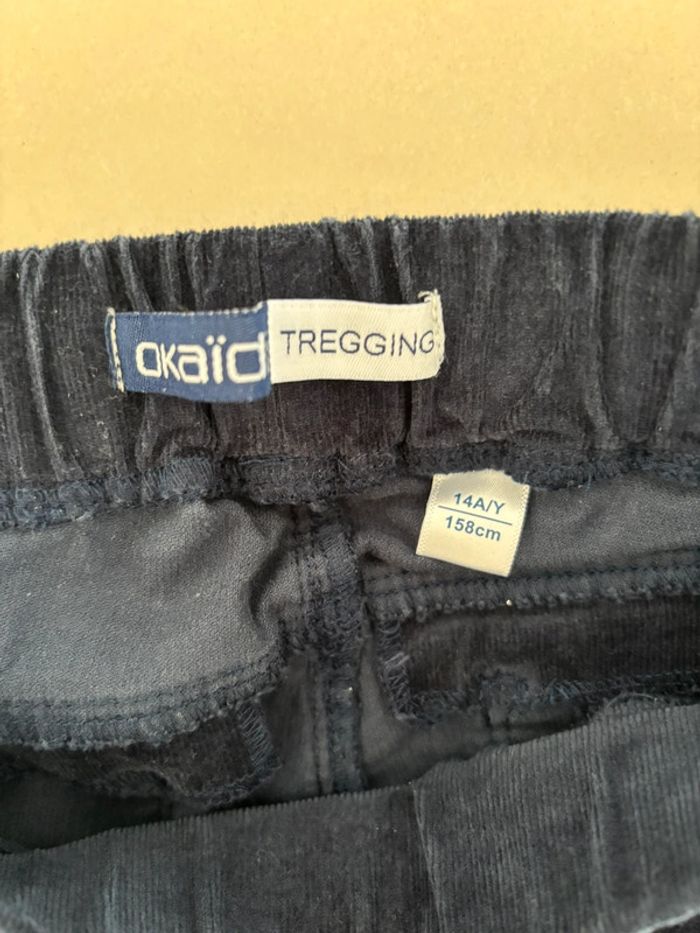 OKaïdi
TREGGING
14A/Y
158cm